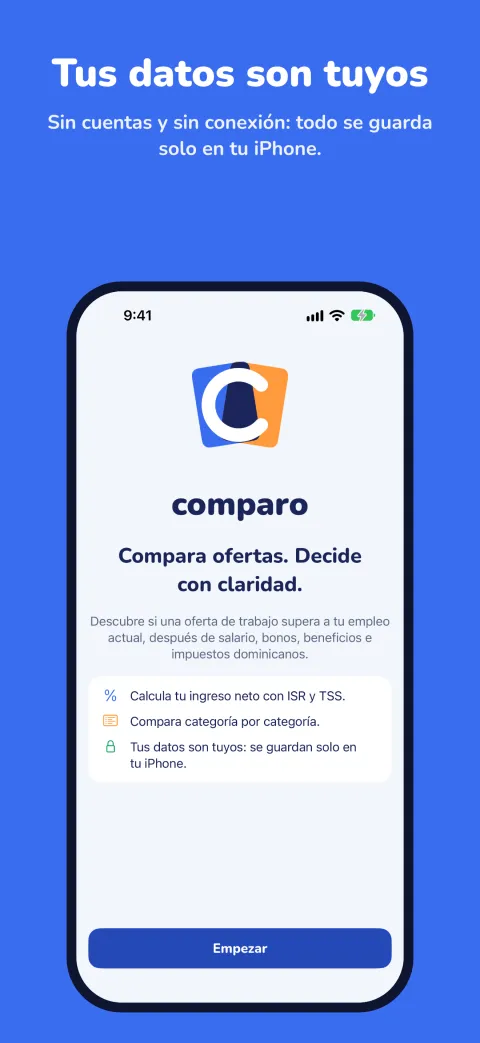 Tus datos son tuyos
Sin cuentas y sin conexión: todo se guarda
solo en tu iPhone.
9:41
comparo
Compara ofertas. Decide
con claridad.
Descubre si una oferta de trabajo supera a tu empleo
actual, después de salario, bonos, beneficios e
impuestos dominicanos.
% Calcula tu ingreso neto con ISR y TSS.
Compara categoría por categoría.
Tus datos son tuyos: se guardan solo en
tu iPhone.
Empezar